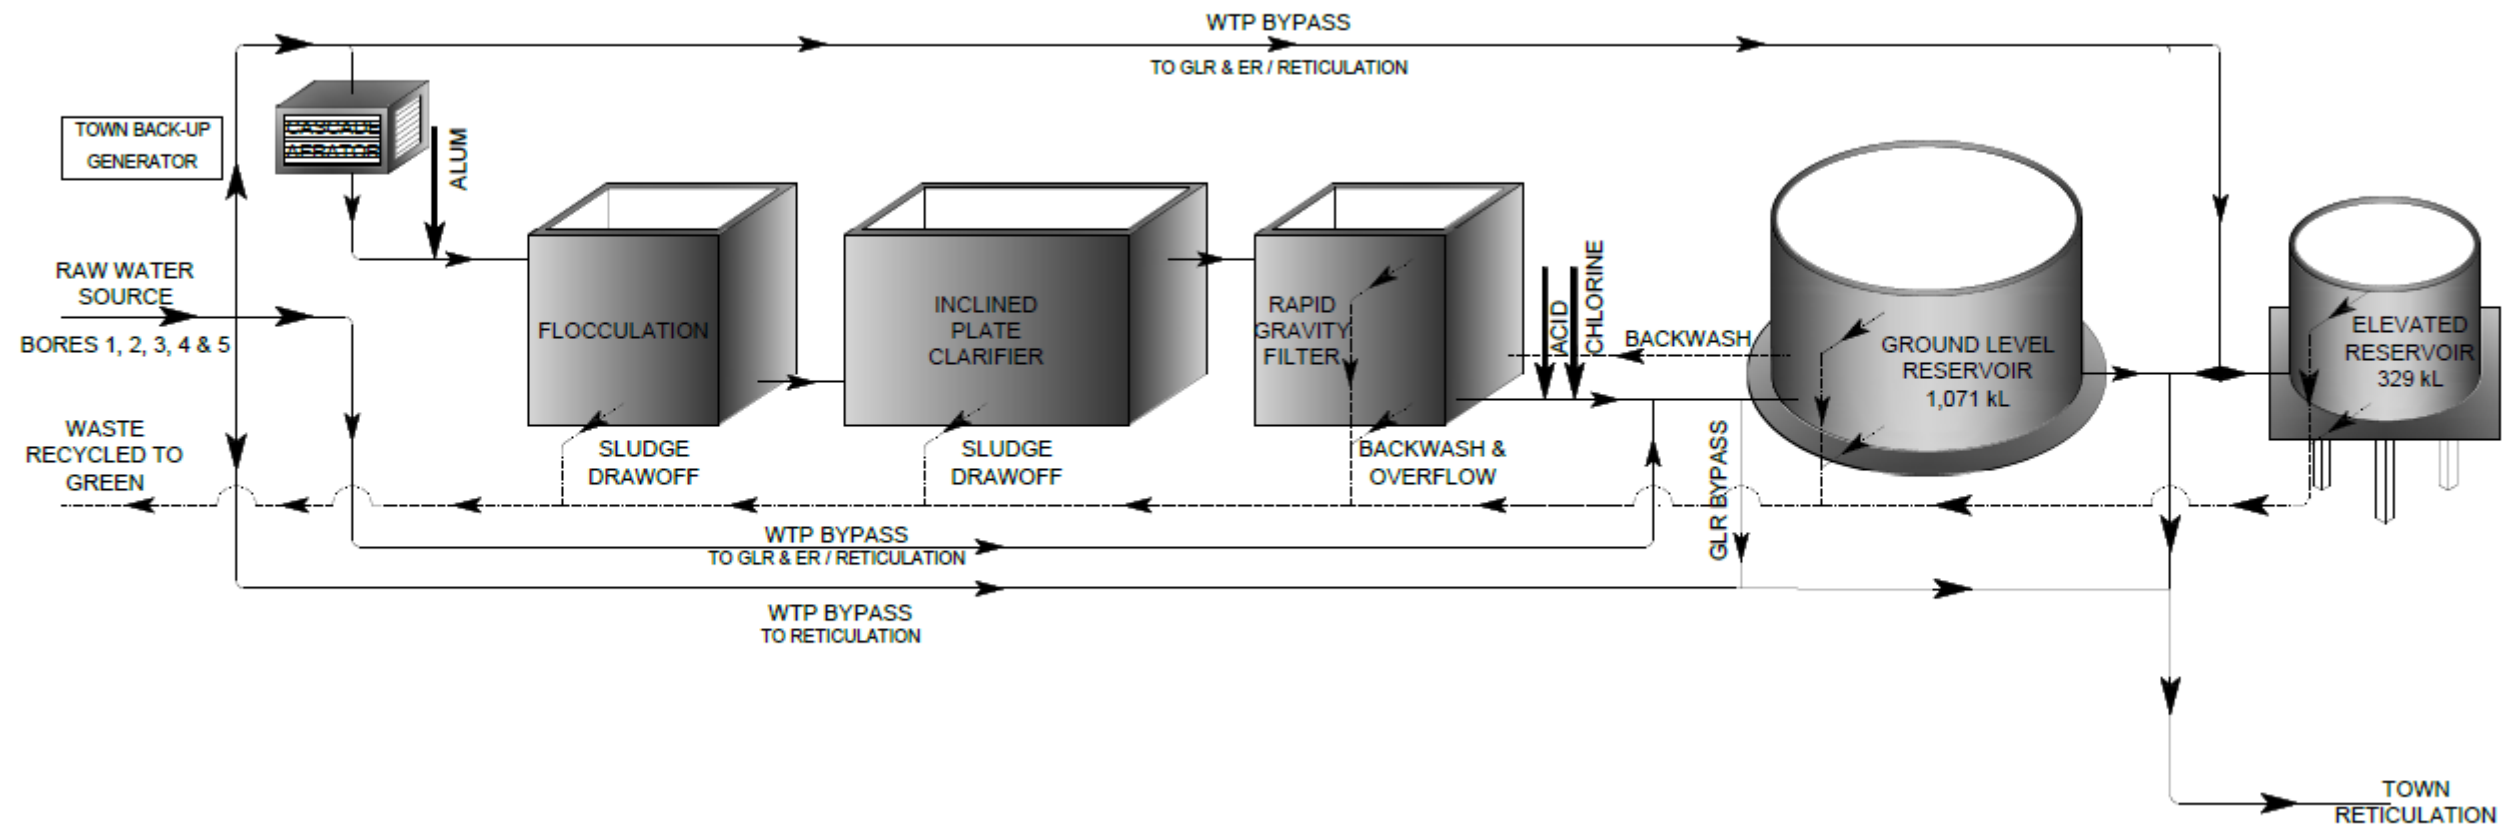 WTP BYPASS
TO GLR & ER / RETICULATION
TOWN BACK-UP
GENERATOR
CASCADE
AERATOR
ALUM
RAW WATER
SOURCE
BORES 1, 2, 3, 4 & 5
WASTE
RECYCLED TO
GREEN
FLOCCULATION
SLUDGE
DRAWOFF
INCLINED
PLATE
CLARIFIER
SLUDGE
DRAWOFF
RAPID
GRAVITY
FILTER
BACKWASH &
OVERFLOW
ACID
CHLORINE
BACKWASH
GLR BYPASS
GROUND LEVEL
RESERVOIR
1,071 kL
ELEVATED
RESERVOIR
329 kL
WTP BYPASS
TO GLR & ER / RETICULATION
WTP BYPASS
TO RETICULATION
TOWN
RETICULATION